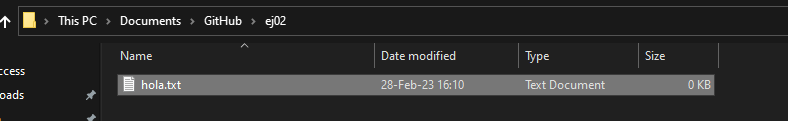 This PC > Documents > GitHub > ej02
Name Date modified Type Size
ccess
hola.txt 28-Feb-23 16:10 Text Document 0 KB
loads